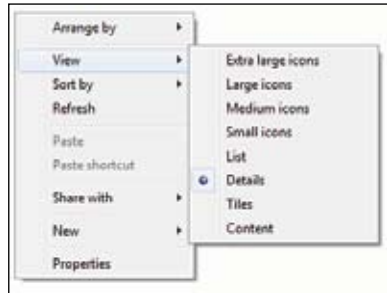 Arrange by
View
Sort by
Refresh
Paste
Paste shortcut
Share with
New
Properties
Extra large icons
Large icons
Medium icons
Small icons
List
Details
Tiles
Content